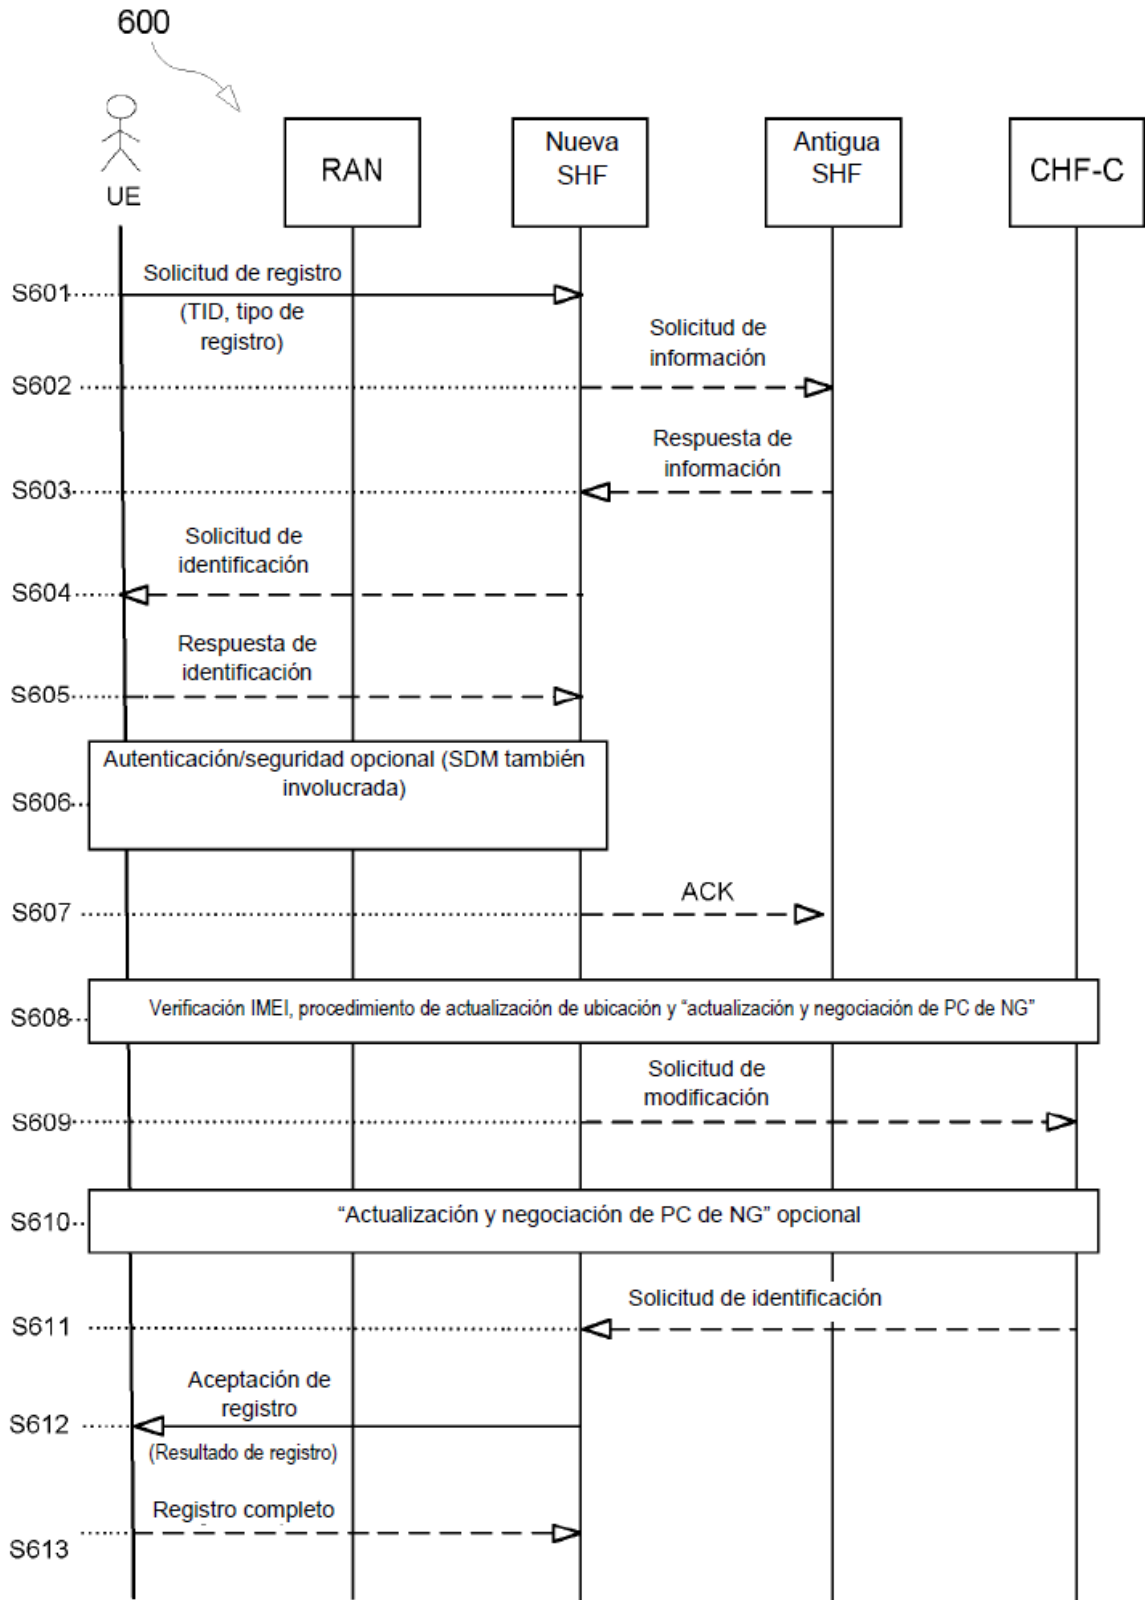 600
UE
RAN
Nueva
SHF
Antigua
SHF
CHF-C
S601
Solicitud de registro
(TID, tipo de
registro)
Solicitud de
información
S602
Respuesta de
información
S603
Solicitud de
identificación
S604
Respuesta de
identificación
S605
Autenticación/seguridad opcional (SDM también
involucrada)
S606
ACK
S607
Verificación IMEI, procedimiento de actualización de ubicación y “actualización y negociación de PC de NG”
S608
Solicitud de
modificación
S609
“Actualización y negociación de PC de NG” opcional
S610
Solicitud de identificación
S611
Aceptación de
registro
S612
(Resultado de registro)
Registro completo
S613